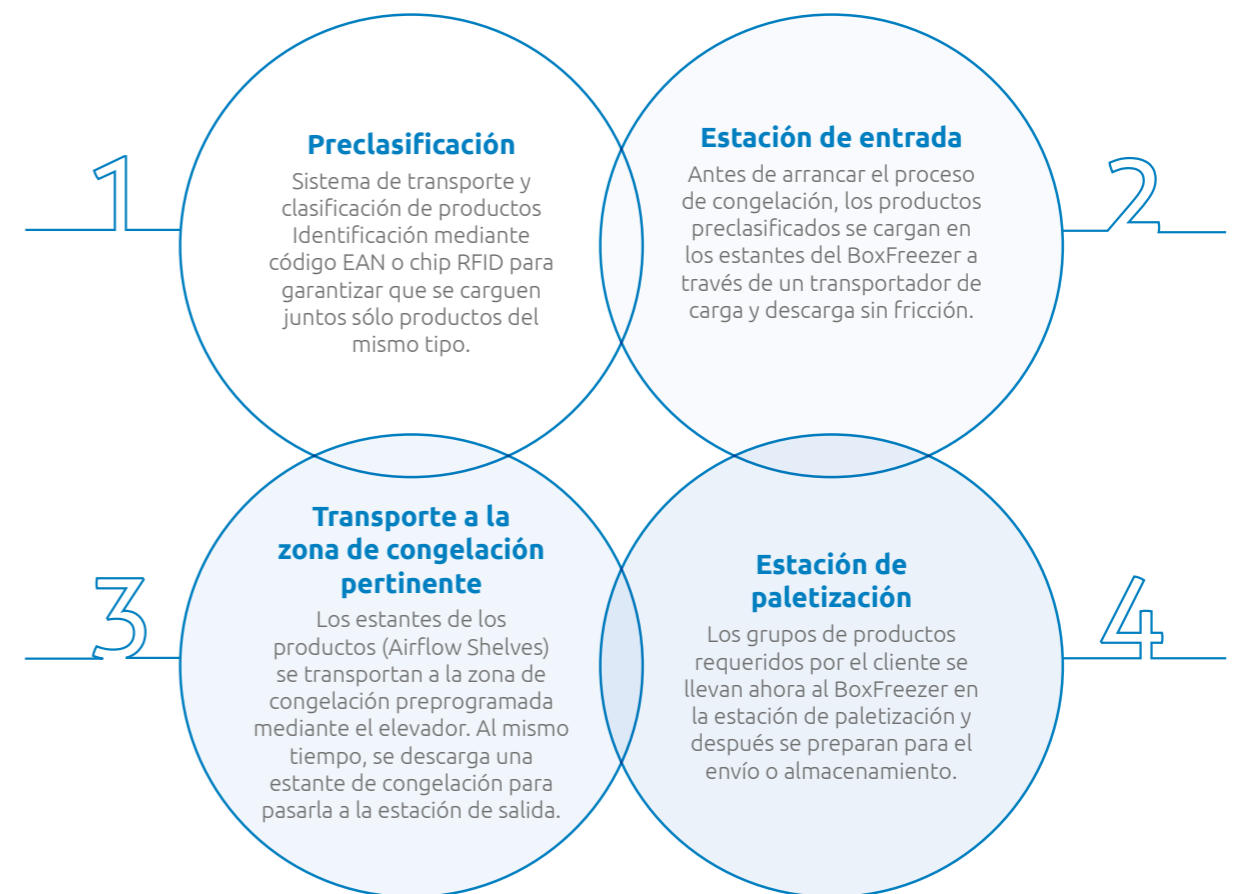 1
Preclasificación
Sistema de transporte y
clasificación de productos
Identificación mediante
código EAN o chip RFID para
garantizar que se carguen
juntos sólo productos del
mismo tipo.
2
Estación de entrada
Antes de arrancar el proceso
de congelación, los productos
preclasificados se cargan en
los estantes del BoxFreezer a
través de un transportador de
carga y descarga sin fricción.
3
Transporte a la
zona de congelación
pertinente
Los estantes de los
productos (Airflow Shelves)
se transportan a la zona de
congelación preprogramada
mediante el elevador. Al mismo
tiempo, se descarga una
estante de congelación para
pasarla a la estación de salida.
4
Estación de
paletización
Los grupos de productos
requeridos por el cliente se
llevan ahora al BoxFreezer en
la estación de paletización y
después se preparan para el
envío o almacenamiento.